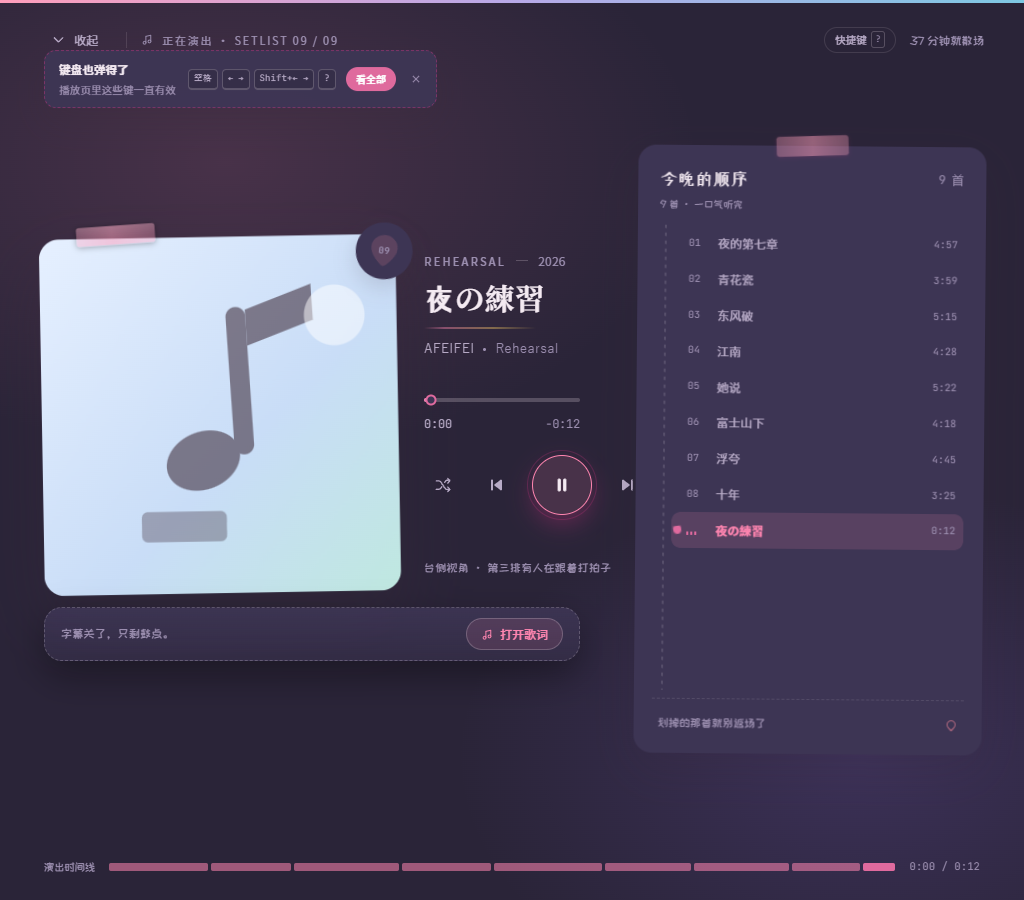 收起
正在演出 • SETLIST 09 / 09
快捷键 ?
37 分钟就散场
键盘也弹得了
播放页里这些键一直有效
空格 ← → Shift+← → ? 看全部 ×
09
REHEARSAL — 2026
夜の練習
AFEIFEI • Rehearsal
0:00 -0:12
台侧视角 • 第三排有人在跟着打拍子
字幕关了，只剩鼓点。
打开歌词
今晚的顺序 9 首
9 首 • 一口气听完
01 夜的第七章 4:57
02 青花瓷 3:59
03 东风破 5:15
04 江南 4:28
05 她说 5:22
06 富士山下 4:18
07 浮夸 4:45
08 十年 3:25
... 夜の練習 0:12
划掉的那首就别返场了
演出时间线 0:00 / 0:12